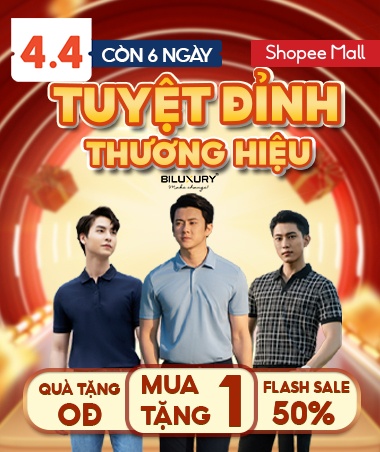 4.4 CÒN 6 NGÀY
Shopee Mall
TUYỆT ĐỈNH
THƯƠNG HIỆU
BILUXURY
Make change!
QUÀ TẶNG
0Đ
MUA
TẶNG 1
FLASH SALE
50%